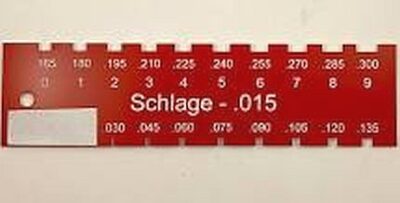 .165 .180 .195 .210 .225 .240 .255 .270 .285 .300
0 1 2 3 4 5 6 7 8 9
Schlage - .015
.030 .045 .060 .075 .090 .105 .120 .135